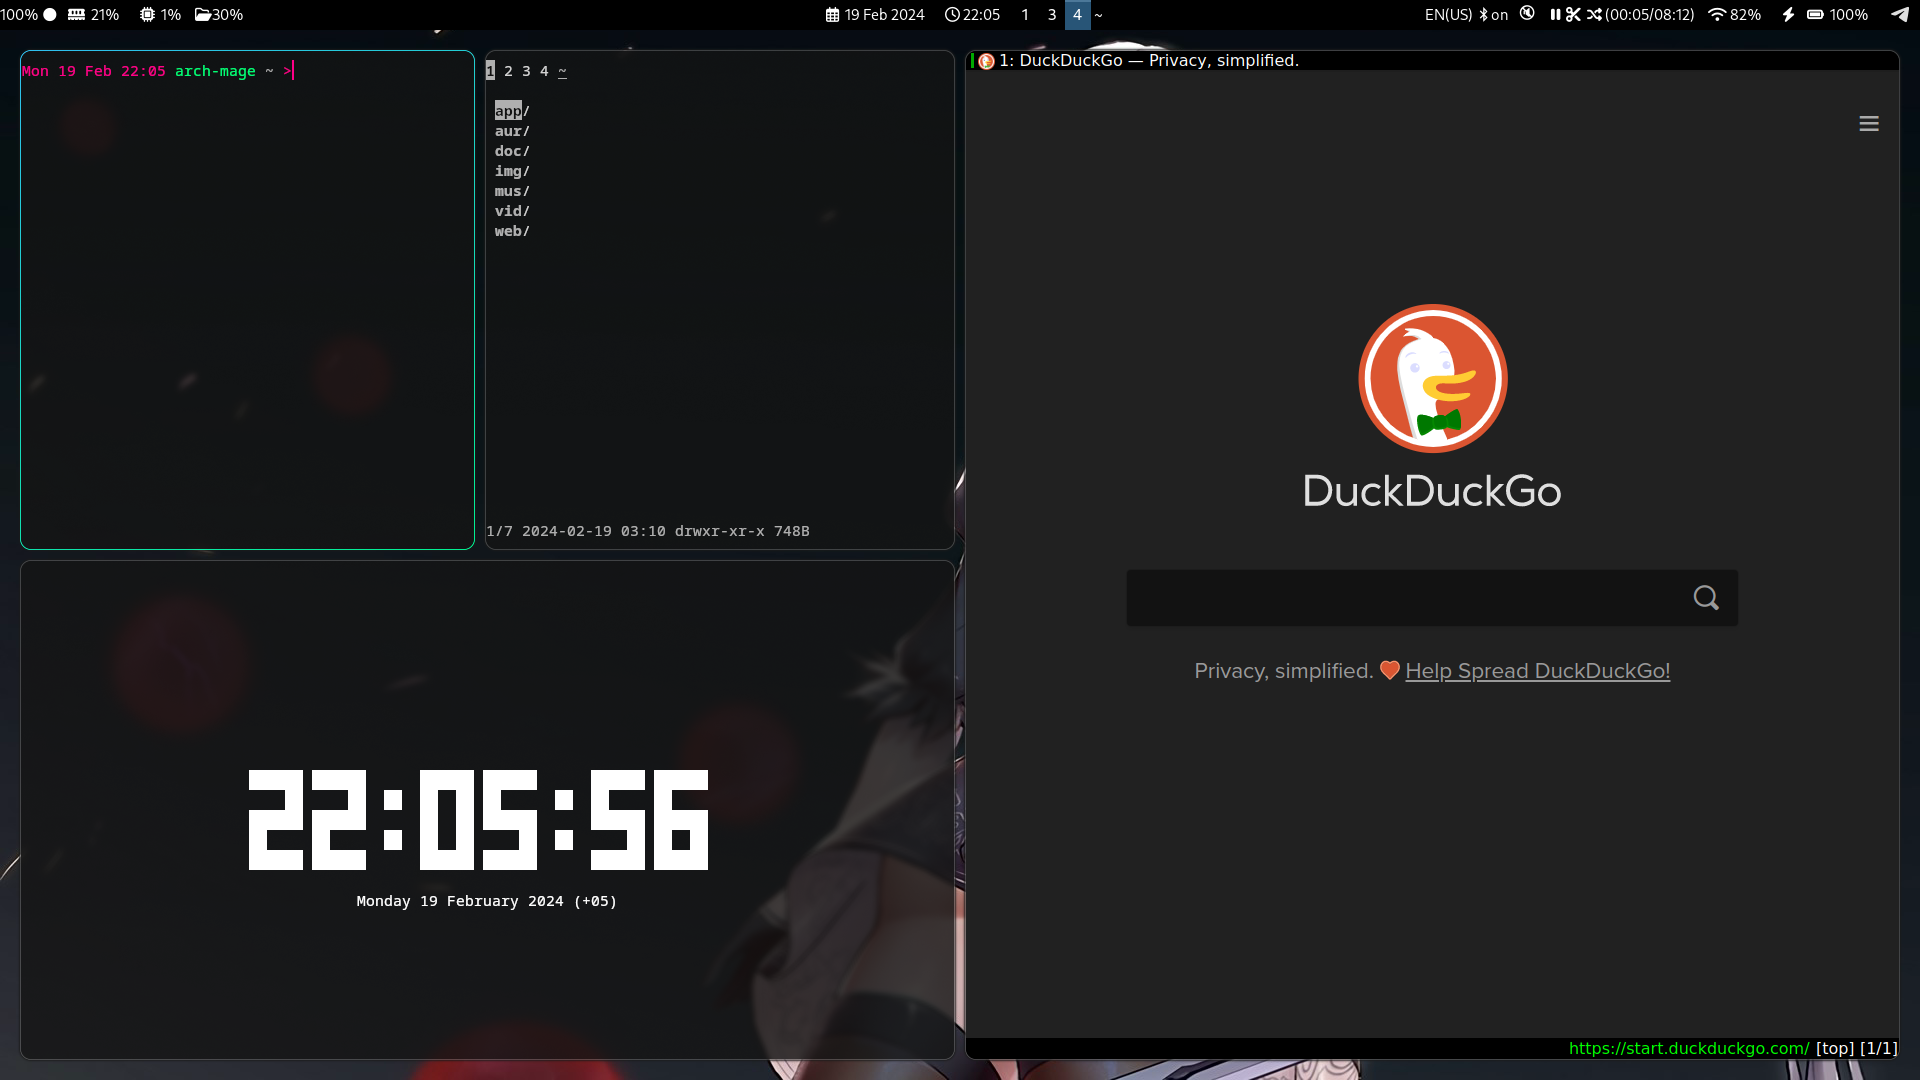 100% 21% 1% 30% 19 Feb 2024 22:05 1 3 4 ~ EN(US) on (00:05/08:12) 82% 100%
Mon 19 Feb 22:05 arch-mage ~ >
1 2 3 4 ~
app/
aur/
doc/
img/
mus/
vid/
web/
1/7 2024-02-19 03:10 drwxr-xr-x 748B
22:05:56
Monday 19 February 2024 (+05)
1: DuckDuckGo — Privacy, simplified.
DuckDuckGo
Privacy, simplified. Help Spread DuckDuckGo!
https://start.duckduckgo.com/ [top] [1/1]